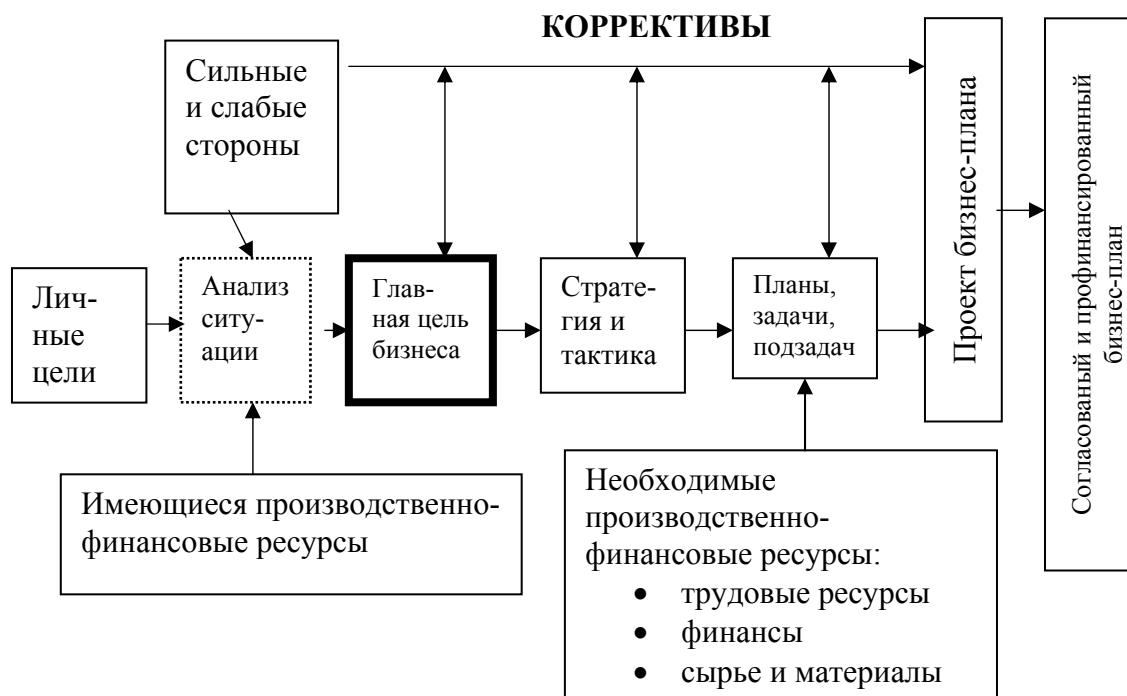 КОРРЕКТИВЫ
Сильные
и слабые
стороны
Лич-
ные
цели
Анализ
ситу-
ации
Глав-
ная цель
бизнеса
Страте-
гия и
тактика
Планы,
задачи,
подзадач
Проект бизнес-плана
Согласованый и профинансированный
бизнес-план
Имеющиеся производственно-
финансовые ресурсы
Необходимые
производственно-
финансовые ресурсы:
• трудовые ресурсы
• финансы
• сырье и материалы